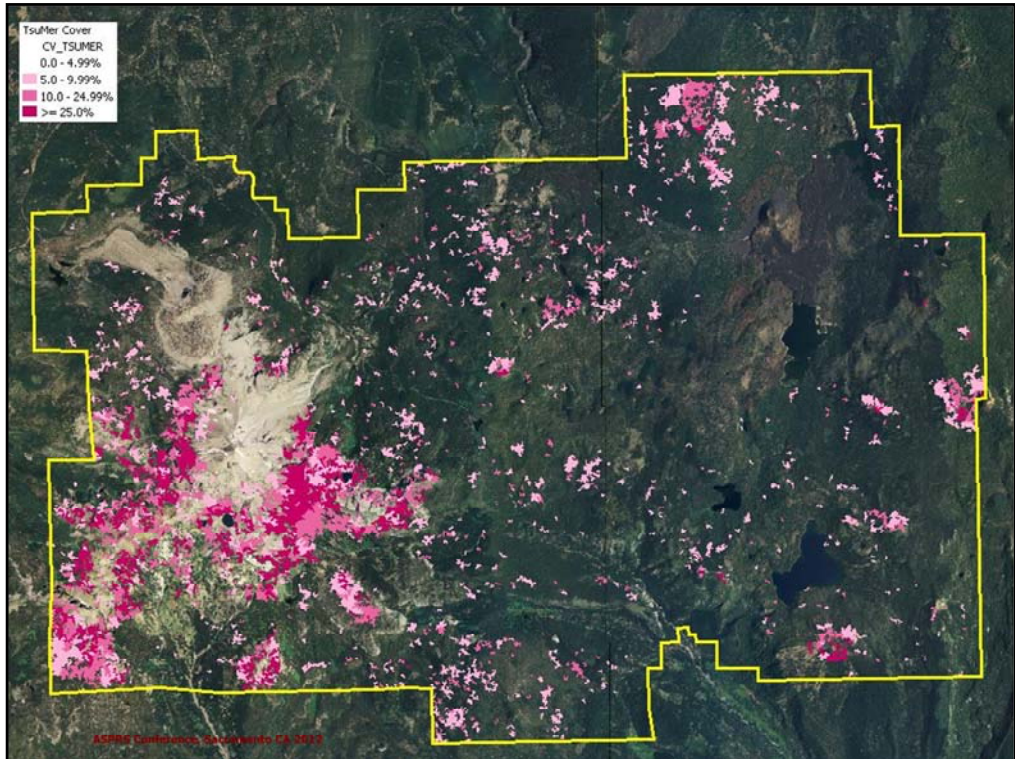 TsuMer Cover
CV_TSUMER
0.0 - 4.99%
5.0 - 9.99%
10.0 - 24.99%
>= 25.0%
ASPRS Conference, Sacramento CA 2012